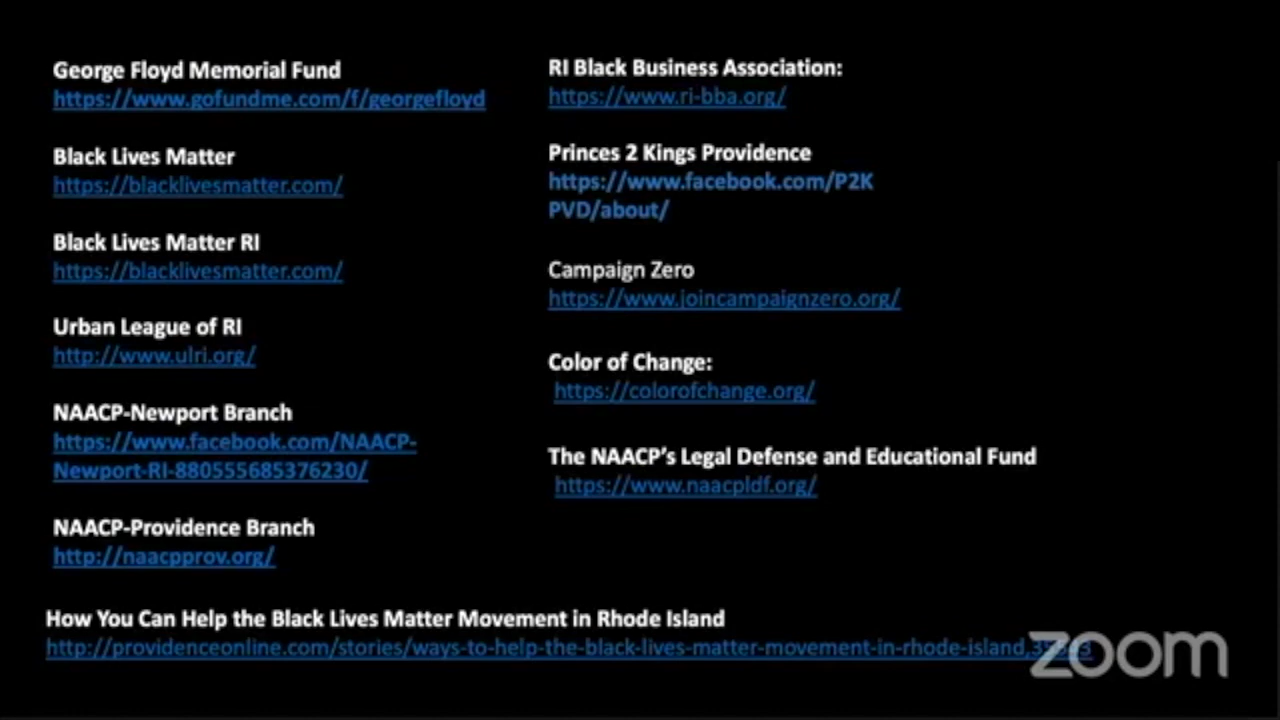 George Floyd Memorial Fund
https://www.gofundme.com/f/georgefloyd
Black Lives Matter
https://blacklivesmatter.com/
Black Lives Matter RI
https://blacklivesmatter.com/
Urban League of RI
http://www.ulri.org/
NAACP-Newport Branch
https://www.facebook.com/NAACP-
Newport-RI-880555685376230/
NAACP-Providence Branch
http://naacpprov.org/
RI Black Business Association:
https://www.ri-bba.org/
Princes 2 Kings Providence
https://www.facebook.com/P2K
PVD/about/
Campaign Zero
https://www.joincampaignzero.org/
Color of Change:
https://colorofchange.org/
The NAACP’s Legal Defense and Educational Fund
https://www.naacpldf.org/
How You Can Help the Black Lives Matter Movement in Rhode Island
http://providenceonline.com/stories/ways-to-help-the-black-lives-matter-movement-in-rhode-island,
zoom